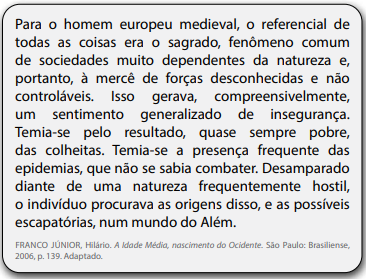 Para o homem europeu medieval, o referencial de
todas as coisas era o sagrado, fenômeno comum
de sociedades muito dependentes da natureza e,
portanto, à mercê de forças desconhecidas e não
controláveis. Isso gerava, compreensivelmente,
um sentimento generalizado de insegurança.
Temia-se pelo resultado, quase sempre pobre,
das colheitas. Temia-se a presença frequente das
epidemias, que não se sabia combater. Desamparado
diante de uma natureza frequentemente hostil,
o indivíduo procurava as origens disso, e as possíveis
escapatórias, num mundo do Além.
FRANCO JÚNIOR, Hilário. A Idade Média, nascimento do Ocidente. São Paulo: Brasiliense,
2006, p. 139. Adaptado.